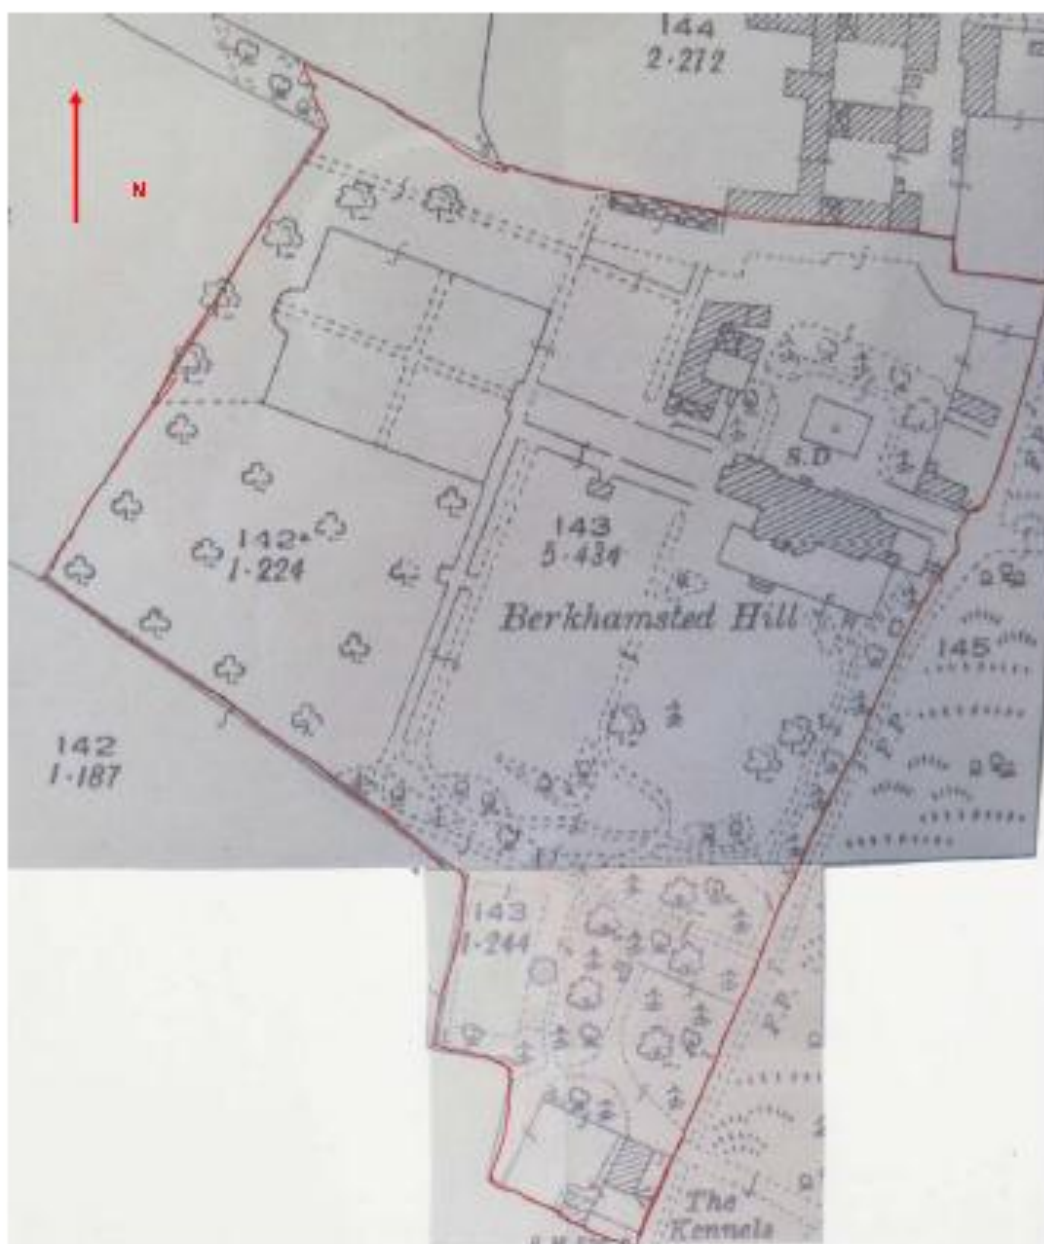 144
2·272
N
S.D
142ᵃ
1·224
143
5·434
Berkhamsted Hill
145
142
1·187
F.P.
143
1·244
F.P.
The
Kennels